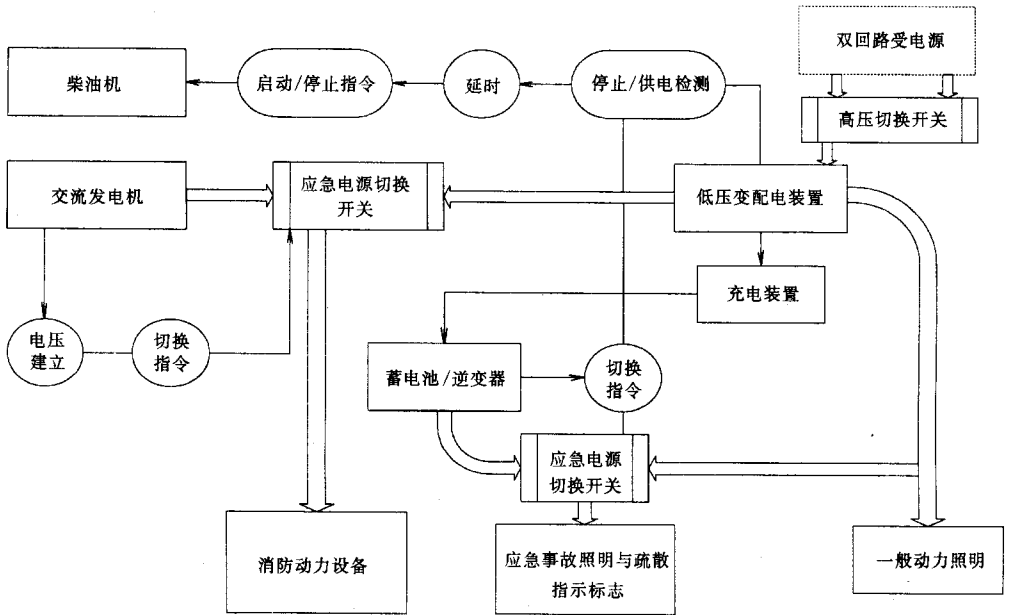 双回路受电源
柴油机
启动/停止指令
延时
停止/供电检测
高压切换开关
交流发电机
应急电源切换
开关
低压变配电装置
充电装置
电压
建立
切换
指令
蓄电池/逆变器
切换
指令
应急电源
切换开关
消防动力设备
应急事故照明与疏散
指示标志
一般动力照明